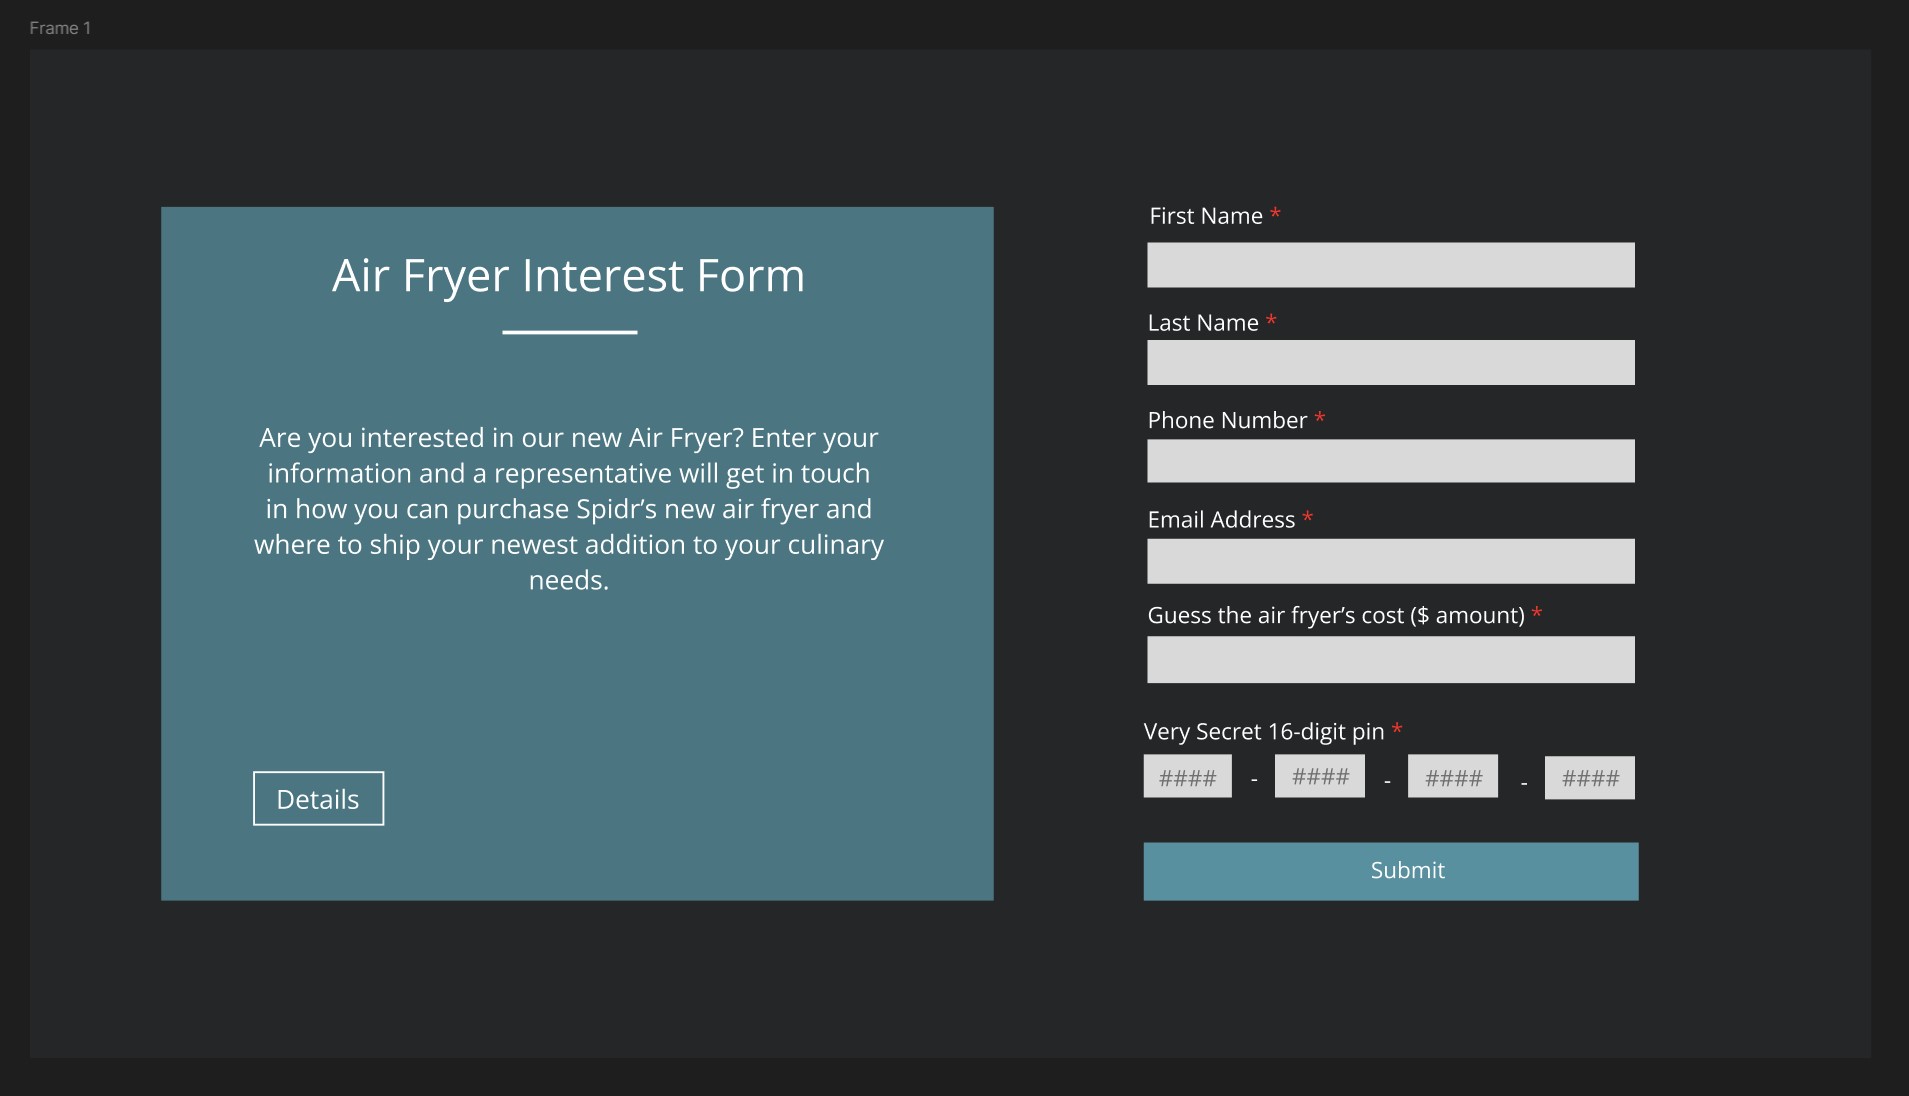 Frame 1
Air Fryer Interest Form
Are you interested in our new Air Fryer? Enter your
information and a representative will get in touch
in how you can purchase Spidr’s new air fryer and
where to ship your newest addition to your culinary
needs.
Details
First Name *
Last Name *
Phone Number *
Email Address *
Guess the air fryer’s cost ($ amount) *
Very Secret 16-digit pin *
#### - #### - #### - ####
Submit